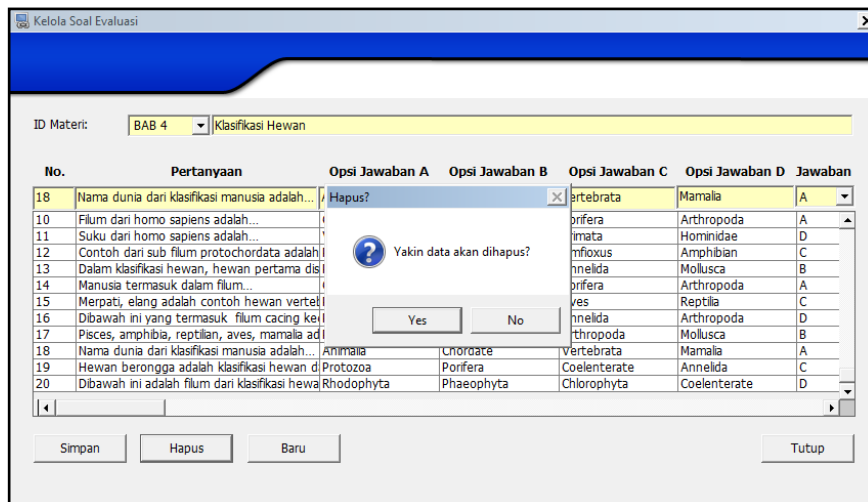 Kelola Soal Evaluasi
ID Materi: BAB 4 Klasifikasi Hewan
No. Pertanyaan Opsi Jawaban A Opsi Jawaban B Opsi Jawaban C Opsi Jawaban D Jawaban
18 Nama dunia dari klasifikasi manusia adalah... Mamalia A
Hapus?
Yakin data akan dihapus?
Yes No
10 Filum dari homo sapiens adalah... Arthropoda A
11 Suku dari homo sapiens adalah... Hominidae D
12 Contoh dari sub filum protochordata adalah Amphibian C
13 Dalam klasifikasi hewan, hewan pertama Mollusca B
14 Manusia termasuk dalam filum... Arthropoda A
15 Merpati, elang adalah contoh hewan Reptilia C
16 Dibawah ini yang termasuk filum cacing Arthropoda D
17 Pisces, amphibia, reptilian, aves, mamalia Mollusca B
18 Nama dunia dari klasifikasi manusia adalah... Animalia Chordate Vertebrata Mamalia A
19 Hewan berongga adalah klasifikasi hewan Protozoa Porifera Coelenterate Annelida C
20 Dibawah ini adalah filum dari klasifikasi Rhodophyta Phaeophyta Chlorophyta Coelenterate D
Simpan Hapus Baru Tutup